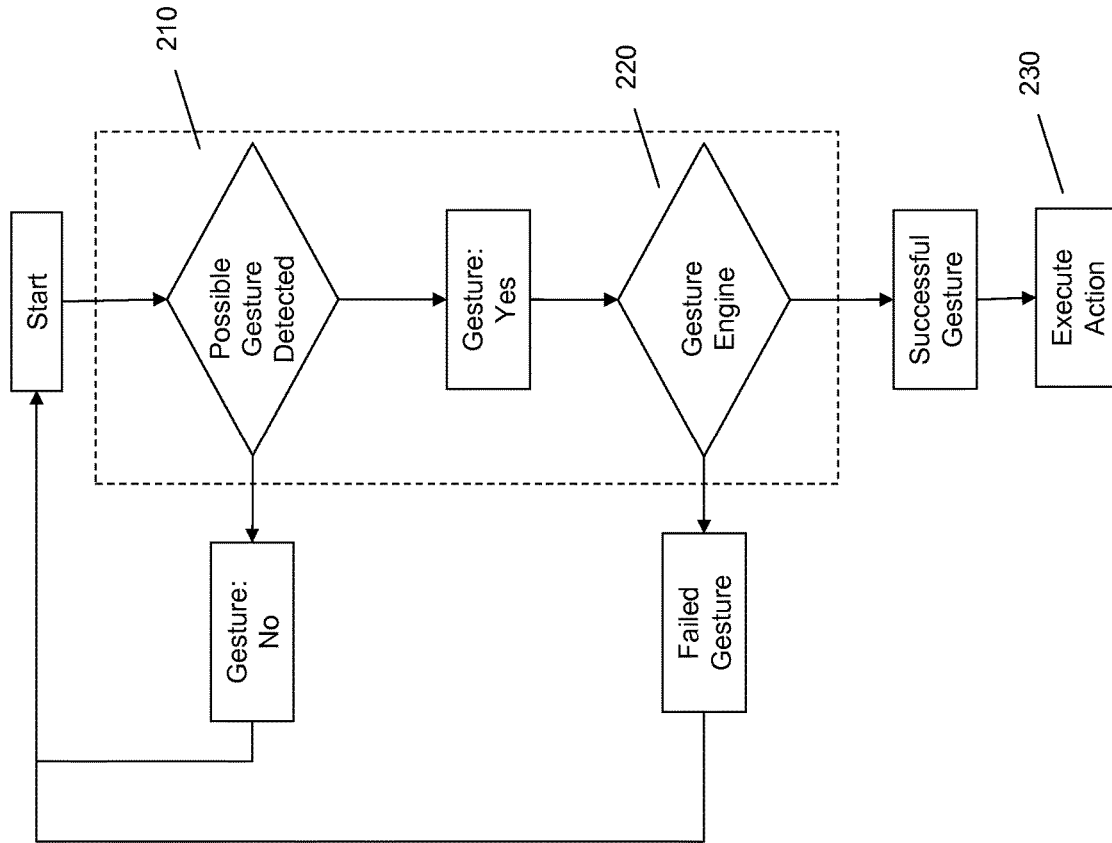 Start
210
Possible
Gesture
Detected
Gesture:
No
Gesture:
Yes
220
Gesture
Engine
Failed
Gesture
Successful
Gesture
230
Execute
Action